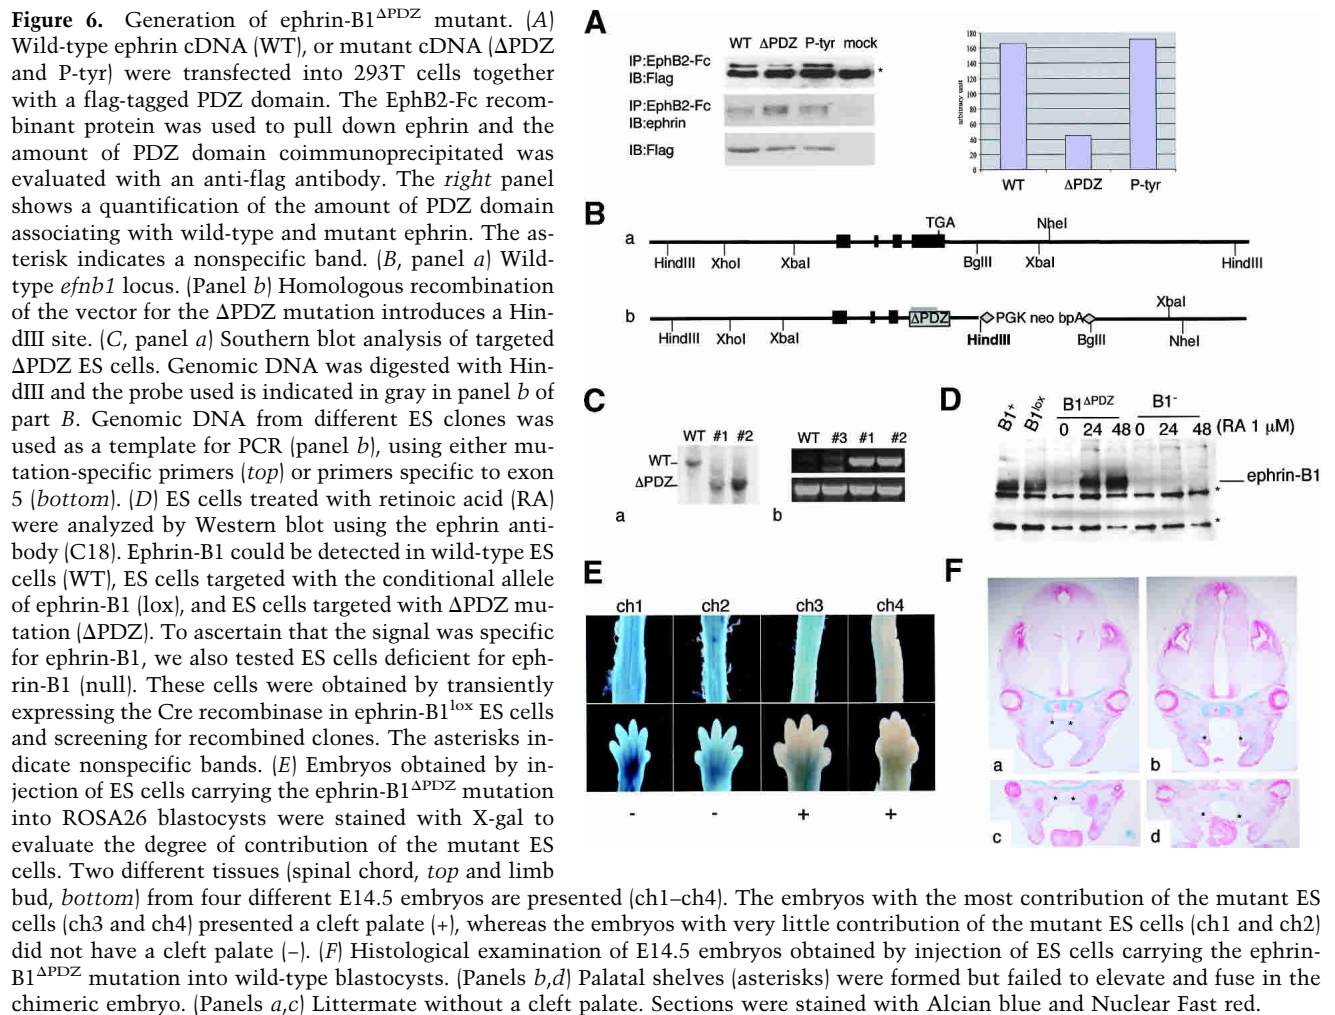 Figure 6. Generation of ephrin-B1ΔPDZ mutant. (A)
Wild-type ephrin cDNA (WT), or mutant cDNA (ΔPDZ
and P-tyr) were transfected into 293T cells together
with a flag-tagged PDZ domain. The EphB2-Fc recom-
binant protein was used to pull down ephrin and the
amount of PDZ domain coimmunoprecipitated was
evaluated with an anti-flag antibody. The right panel
shows a quantification of the amount of PDZ domain
associating with wild-type and mutant ephrin. The as-
terisk indicates a nonspecific band. (B, panel a) Wild-
type efnb1 locus. (Panel b) Homologous recombination
of the vector for the ΔPDZ mutation introduces a Hin-
dIII site. (C, panel a) Southern blot analysis of targeted
ΔPDZ ES cells. Genomic DNA was digested with Hin-
dIII and the probe used is indicated in gray in panel b of
part B. Genomic DNA from different ES clones was
used as a template for PCR (panel b), using either mu-
tation-specific primers (top) or primers specific to exon
5 (bottom). (D) ES cells treated with retinoic acid (RA)
were analyzed by Western blot using the ephrin anti-
body (C18). Ephrin-B1 could be detected in wild-type ES
cells (WT), ES cells targeted with the conditional allele
of ephrin-B1 (lox), and ES cells targeted with ΔPDZ mu-
tation (ΔPDZ). To ascertain that the signal was specific
for ephrin-B1, we also tested ES cells deficient for eph-
rin-B1 (null). These cells were obtained by transiently
expressing the Cre recombinase in ephrin-B1lox ES cells
and screening for recombined clones. The asterisks in-
dicate nonspecific bands. (E) Embryos obtained by in-
jection of ES cells carrying the ephrin-B1ΔPDZ mutation
into ROSA26 blastocysts were stained with X-gal to
evaluate the degree of contribution of the mutant ES
cells. Two different tissues (spinal chord, top and limb
bud, bottom) from four different E14.5 embryos are presented (ch1–ch4). The embryos with the most contribution of the mutant ES
cells (ch3 and ch4) presented a cleft palate (+), whereas the embryos with very little contribution of the mutant ES cells (ch1 and ch2)
did not have a cleft palate (–). (F) Histological examination of E14.5 embryos obtained by injection of ES cells carrying the ephrin-
B1ΔPDZ mutation into wild-type blastocysts. (Panels b,d) Palatal shelves (asterisks) were formed but failed to elevate and fuse in the
chimeric embryo. (Panels a,c) Littermate without a cleft palate. Sections were stained with Alcian blue and Nuclear Fast red.
A
WT ΔPDZ P-tyr mock
IP:EphB2-Fc
IB:Flag
*
IP:EphB2-Fc
IB:ephrin
IB:Flag
arbitrary unit
180
160
140
120
100
80
60
40
20
0
WT ΔPDZ P-tyr
B
a
TGA NheI
HindIII XhoI XbaI BglII XbaI HindIII
b
ΔPDZ PGK neo bpA XbaI
HindIII XhoI XbaI HindIII BglII NheI
C
WT #1 #2
WT
ΔPDZ
a
WT #3 #1 #2
b
D
B1+ B1lox B1ΔPDZ B1-
0 24 48 0 24 48 (RA 1 µM)
ephrin-B1
*
*
E
ch1 ch2 ch3 ch4
- - + +
F
* *
a
* *
b
* *
c
* *
d